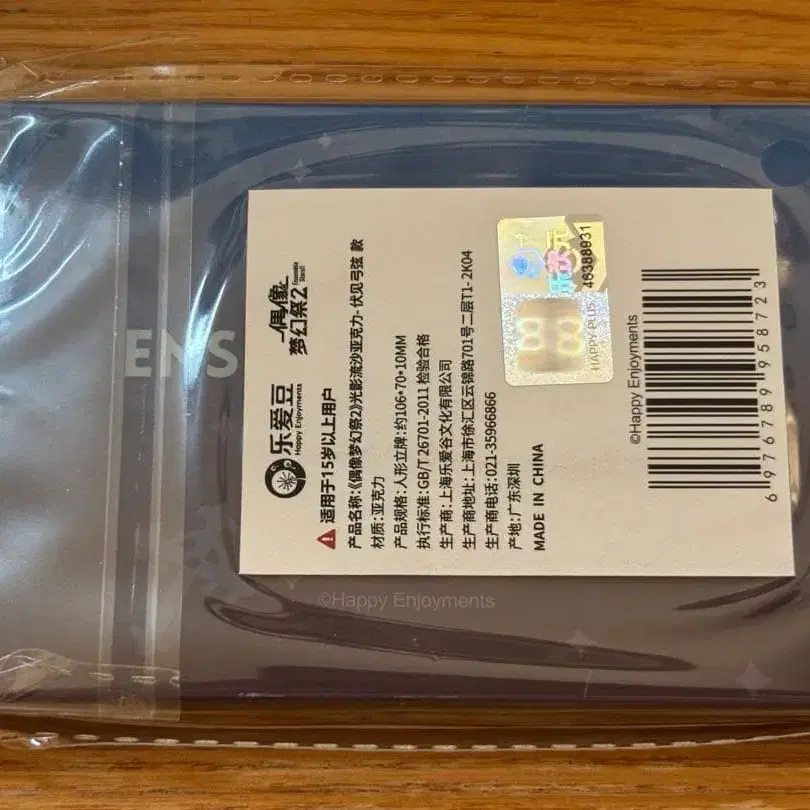 ENS
乐爱豆
Happy Enjoyments
偶像
梦幻祭2
Ensemble
Stars!!
适用于15岁以上用户
产品名称:《偶像梦幻祭2》光影流沙亚克力- 伏见弓弦 款
材质:亚克力
产品规格:人形立牌:约106*70*10MM
执行标准:GB/T 26701-2011 检验合格
生产商:上海乐爱谷文化有限公司
生产商地址:上海市徐汇区云锦路701号二层T1- 2K04
生产商电话:021-35966866
产地:广东深圳
MADE IN CHINA
88
HAPPY PLUS
46388931
©Happy Enjoyments
6 976789 958723
©Happy Enjoyments